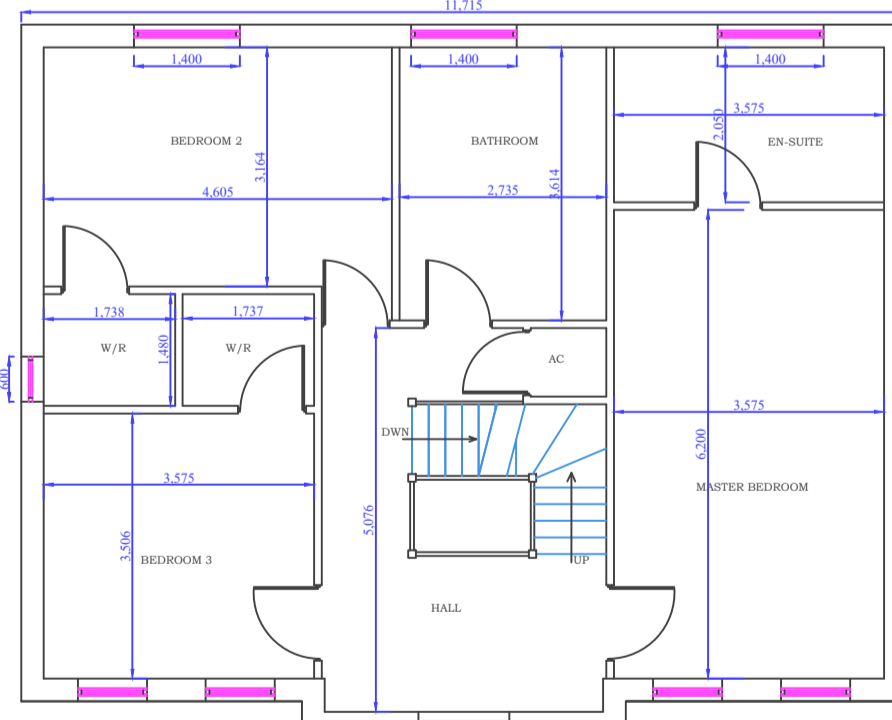 11,715
1,400
1,400
1,400
3,575
2,050
EN-SUITE
BEDROOM 2
BATHROOM
3,164
3,614
4,605
2,735
1,738
1,737
W/R
1,480
W/R
AC
600
3,575
DWN
6,200
3,575
MASTER BEDROOM
5,076
3,506
BEDROOM 3
UP
HALL